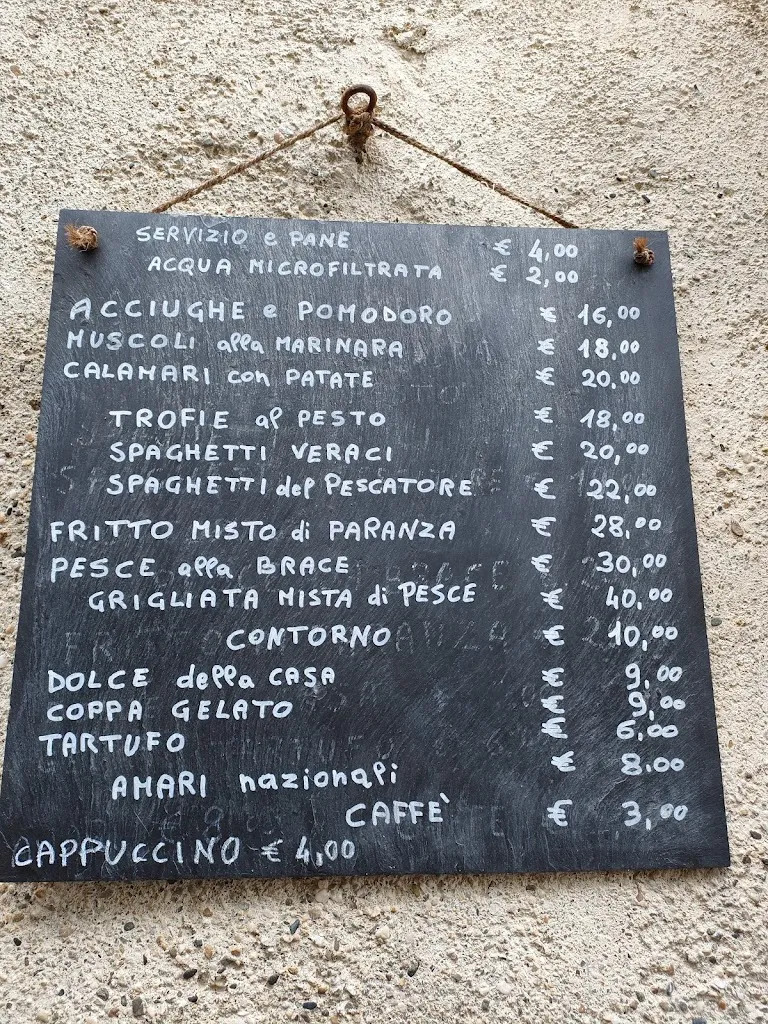 SERVIZIO e PANE € 4,00
ACQUA MICROFILTRATA € 2,00
ACCIUGHE e POMODORO € 16,00
MUSCOLI alla MARINARA € 18,00
CALAMARI con PATATE € 20,00
TROFIE al PESTO € 18,00
SPAGHETTI VERACI € 20,00
SPAGHETTI del PESCATORE € 22,00
FRITTO MISTO di PARANZA € 28,00
PESCE alla BRACE € 30,00
GRIGLIATA MISTA di PESCE € 40,00
CONTORNO € 10,00
DOLCE della CASA € 9,00
COPPA GELATO € 9,00
TARTUFO € 6,00
AMARI nazionali € 8,00
CAFFÈ € 3,00
CAPPUCCINO € 4,00